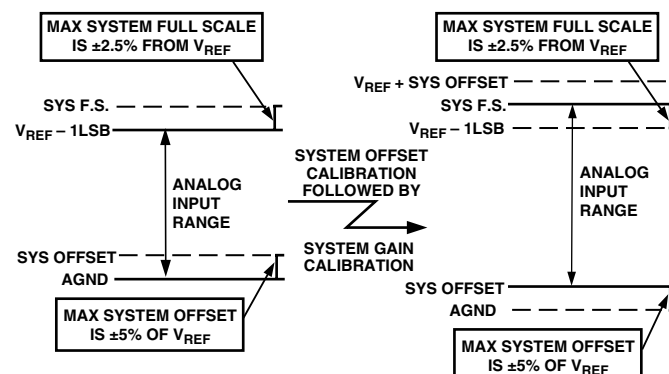 MAX SYSTEM FULL SCALE
IS ±2.5% FROM VREF
SYS F.S.
VREF – 1LSB
ANALOG
INPUT
RANGE
SYS OFFSET
AGND
MAX SYSTEM OFFSET
IS ±5% OF VREF
SYSTEM OFFSET
CALIBRATION
FOLLOWED BY
SYSTEM GAIN
CALIBRATION
MAX SYSTEM FULL SCALE
IS ±2.5% FROM VREF
VREF + SYS OFFSET
SYS F.S.
VREF – 1LSB
ANALOG
INPUT
RANGE
SYS OFFSET
AGND
MAX SYSTEM OFFSET
IS ±5% OF VREF